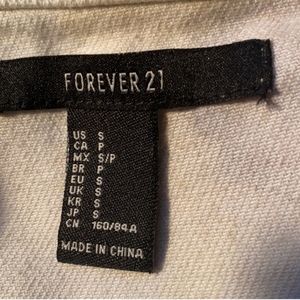 FOREVER 21
US S
CA P
MX S/P
BR P
EU S
UK S
KR S
JP S
CN 160/84A
MADE IN CHINA